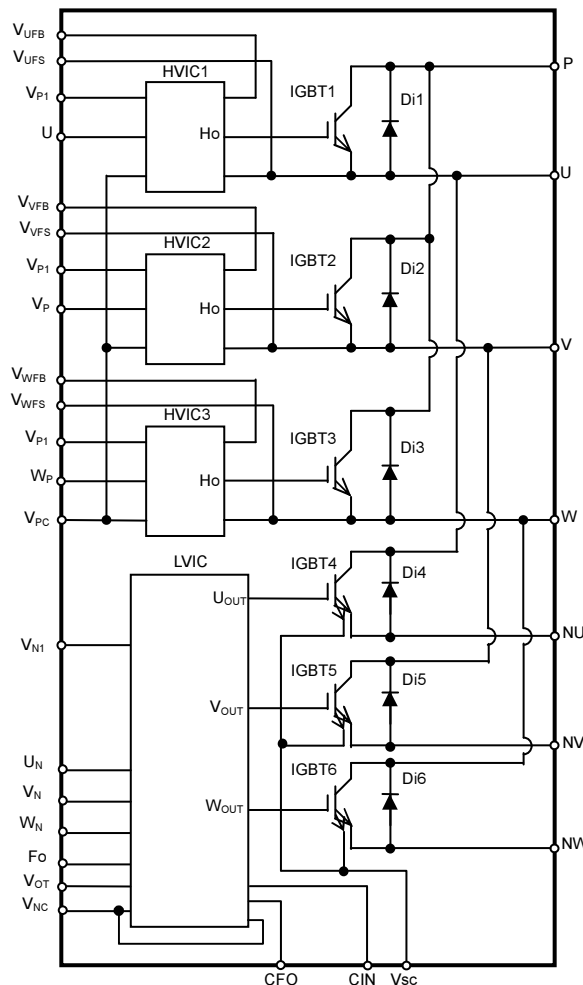 VUFB
VUFS
HVIC1
P
VP1
IGBT1
Di1
U
Ho
U
VVFB
VVFS
HVIC2
VP1
IGBT2
Di2
VP
Ho
V
VWFB
VWFS
HVIC3
VP1
IGBT3
Di3
WP
Ho
VPC
W
LVIC
IGBT4
Di4
UOUT
NU
VN1
IGBT5
Di5
VOUT
NV
UN
IGBT6
Di6
VN
WOUT
WN
NW
Fo
VOT
VNC
CFO
CIN
Vsc